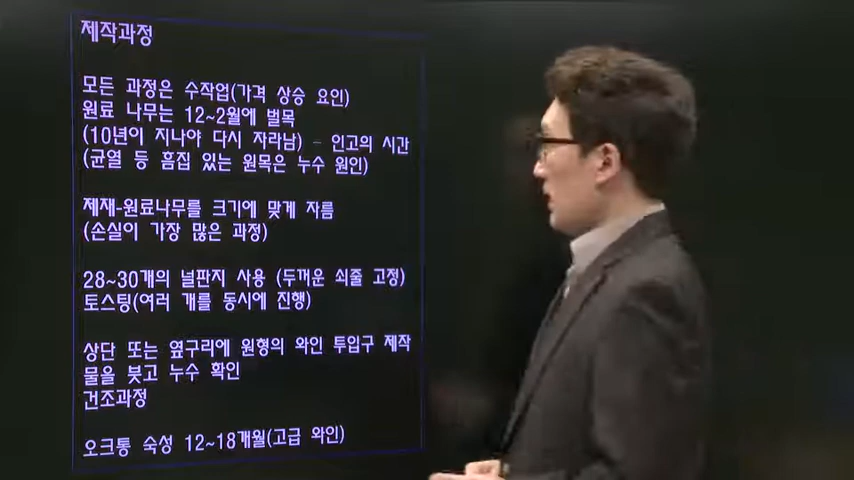 제작과정
모든 과정은 수작업(가격 상승 요인)
원료 나무는 12~2월에 벌목
(10년이 지나야 다시 자라남) - 인고의 시간
(균열 등 흠집 있는 원목은 누수 원인)
제재-원료나무를 크기에 맞게 자름
(손실이 가장 많은 과정)
28~30개의 널판지 사용 (두꺼운 쇠줄 고정)
토스팅(여러 개를 동시에 진행)
상단 또는 옆구리에 원형의 와인 투입구 제작
물을 붓고 누수 확인
건조과정
오크통 숙성 12~18개월(고급 와인)